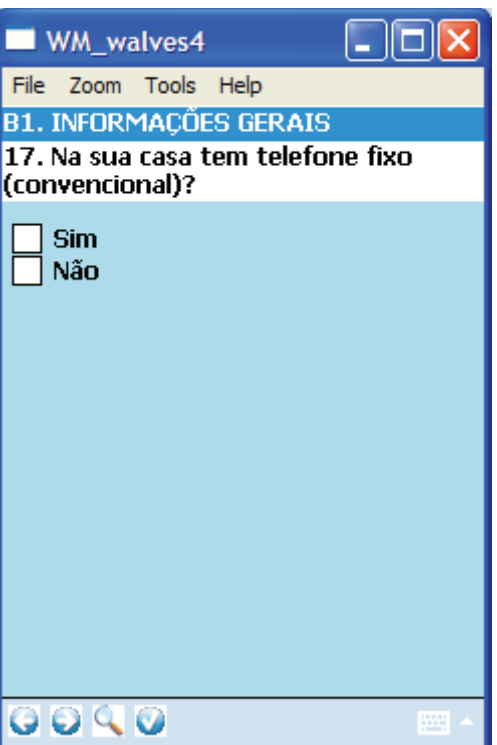 WM_walves4
File Zoom Tools Help
B1. INFORMAÇÕES GERAIS
17. Na sua casa tem telefone fixo
(convencional)?
Sim
Não